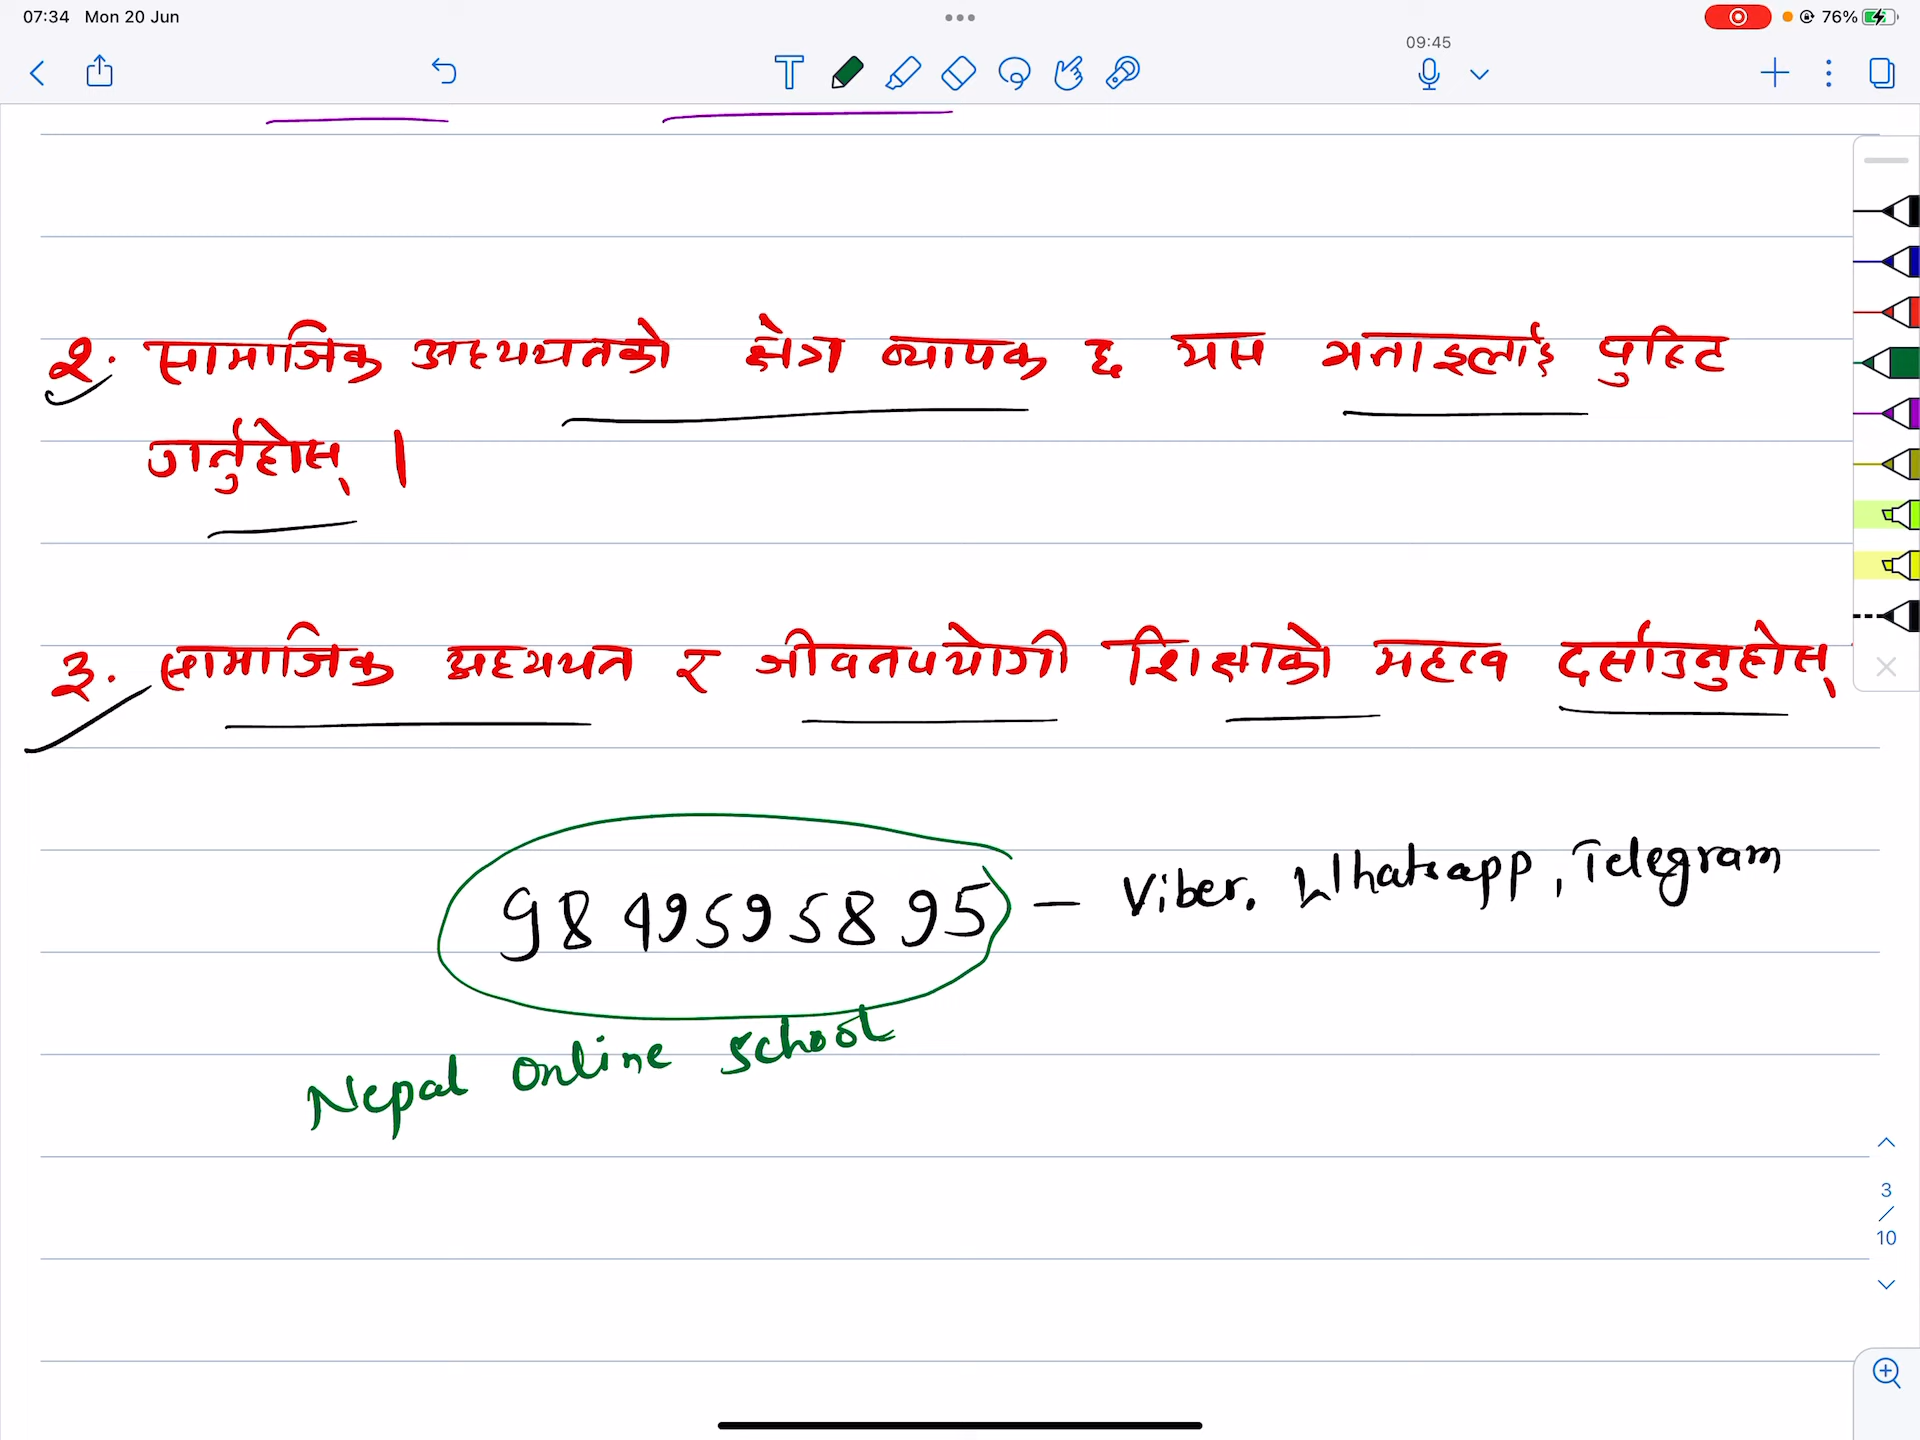 07:34 Mon 20 Jun
76%
09:45
२. सामाजिक अध्ययनको क्षेत्र व्यापक छ यस भनाइलाई पुष्टि
गर्नुहोस् ।
३. सामाजिक अध्ययन र जीवनपयोगी शिक्षाको महत्व दर्साउनुहोस्
9849595895 – Viber. Whatsapp, Telegram
Nepal Online School
3
/
10